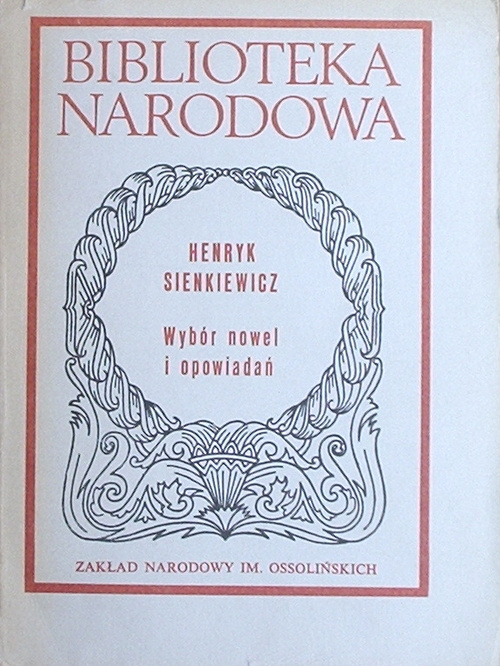 BIBLIOTEKA
NARODOWA
HENRYK
SIENKIEWICZ
Wybór nowel
i opowiadań
ZAKŁAD NARODOWY IM. OSSOLIŃSKICH